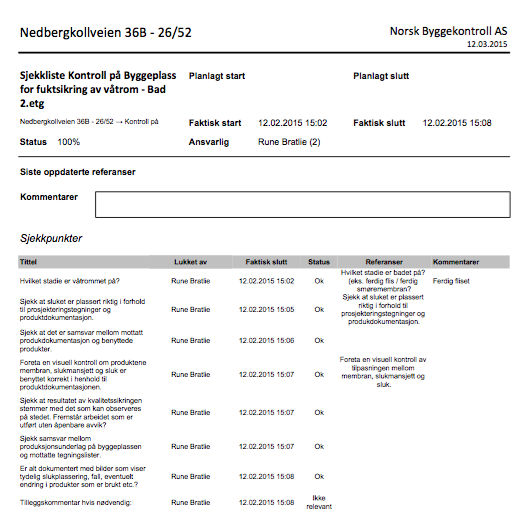 Nedbergkollveien 36B - 26/52
Norsk Byggekontroll AS
12.03.2015
Sjekkliste Kontroll på Byggeplass
for fuktsikring av våtrom - Bad
2.etg
Planlagt start
Planlagt slutt
Nedbergkollveien 36B - 26/52 → Kontroll på
Faktisk start 12.02.2015 15:02
Faktisk slutt 12.02.2015 15:08
Status 100%
Ansvarlig Rune Bratlie (2)
Siste oppdaterte referanser
Kommentarer
Sjekkpunkter
Tittel Lukket av Faktisk slutt Status Referanser Kommentarer
Hvilket stadie er våtrommet på? Rune Bratlie 12.02.2015 15:02 Ok
Hvilket stadie er badet på?
(eks. ferdig flis / ferdig
smøremembran?
Ferdig fliset
Sjekk at sluket er plassert riktig i forhold
til prosjekteringstegninger og
produktdokumentasjon.
Rune Bratlie 12.02.2015 15:05 Ok
Sjekk at sluket er plassert
riktig i forhold til
prosjekteringstegninger og
produkdokumentasjon.
Sjekk at det er samsvar mellom mottatt
produkdokumentasjon og benyttede
produkter.
Rune Bratlie 12.02.2015 15:06 Ok
Foreta en visuell kontroll om produktene
membran, slukmansjett og sluk er
benyttet korrekt i henhold til
produktdokumentasjonen.
Rune Bratlie 12.02.2015 15:07 Ok
Foreta en visuell kontroll av
tilpasningen mellom
membran, slukmansjett og
sluk.
Sjekk at resultatet av kvalitetssikringen
stemmer med det som kan observeres
på stedet. Fremstår arbeidet som er
utført uten åpenbare avvik?
Rune Bratlie 12.02.2015 15:07 Ok
Sjekk samsvar mellom
produksjonsunderlag på byggeplassen
og mottatte tegningslister.
Rune Bratlie 12.02.2015 15:07 Ok
Er alt dokumentert med bilder som viser
tydelig slukplassering, fall, eventuelt
endring i produkter som er brukt etc.?
Rune Bratlie 12.02.2015 15:08 Ok
Tilleggskommentar hvis nødvendig: Rune Bratlie 12.02.2015 15:08
Ikke
relevant